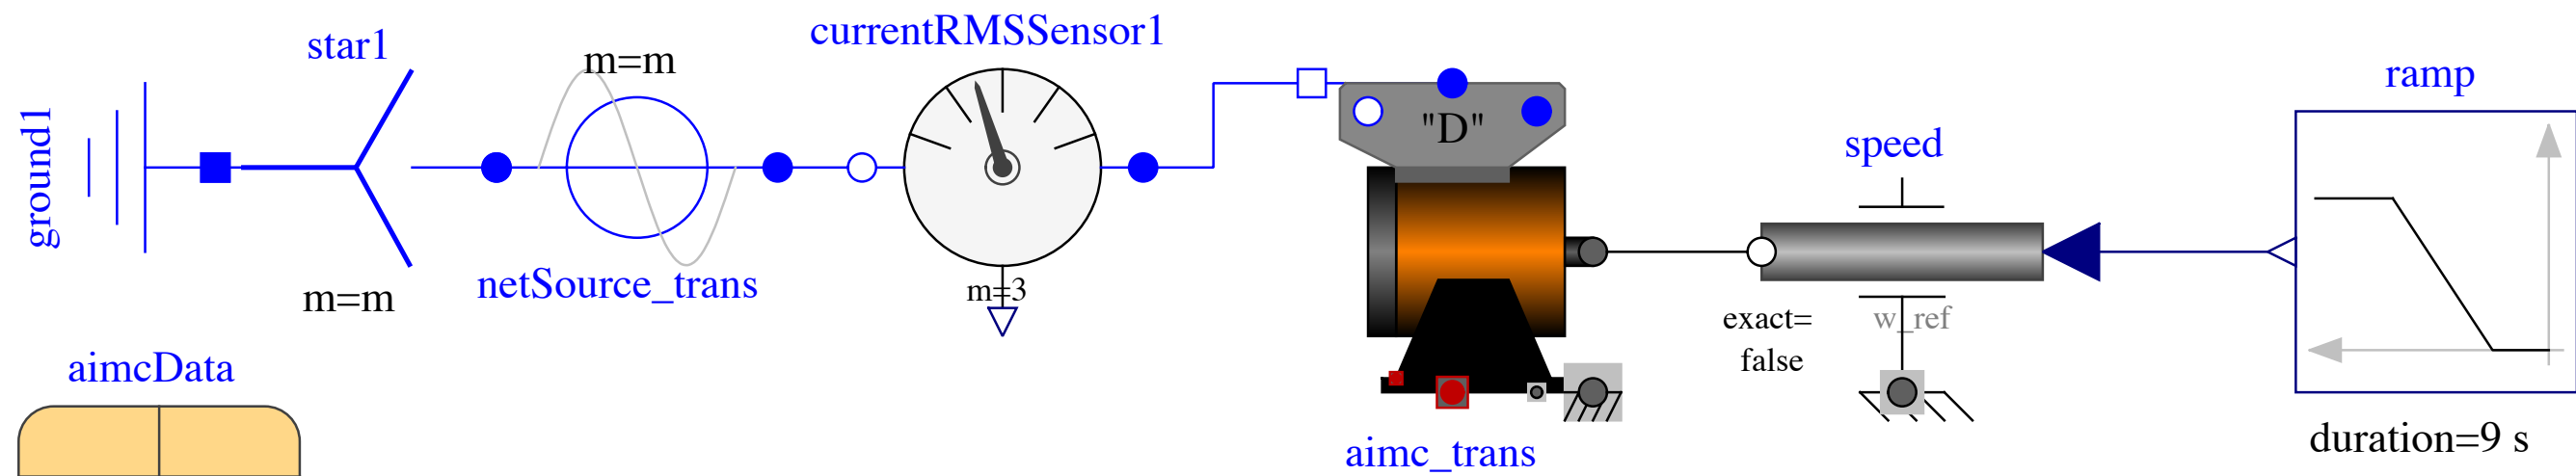 ground1
star1
m=m
m=m
netSource_trans
currentRMSSensor1
m=3
"D"
aimc_trans
speed
exact=
false
w_ref
ramp
duration=9 s
aimcData